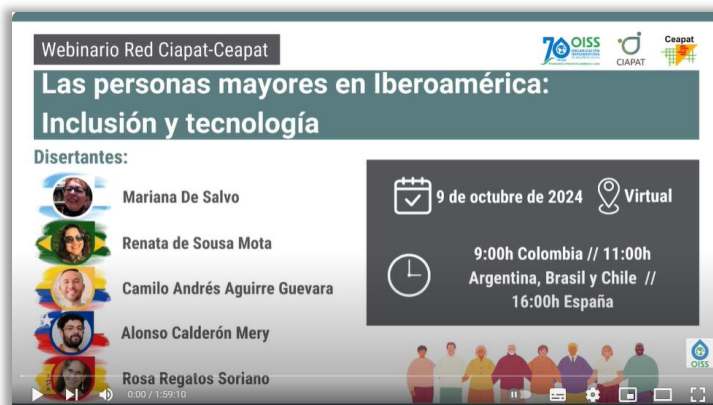 Webinario Red Ciapat-Ceapat
70 OISS
CIAPAT
Ceapat
Las personas mayores en Iberoamérica:
Inclusión y tecnología
Disertantes:
Mariana De Salvo
Renata de Sousa Mota
Camilo Andrés Aguirre Guevara
Alonso Calderón Mery
Rosa Regatos Soriano
9 de octubre de 2024
Virtual
9:00h Colombia // 11:00h
Argentina, Brasil y Chile //
16:00h España
OISS
0:00 / 1:59:10